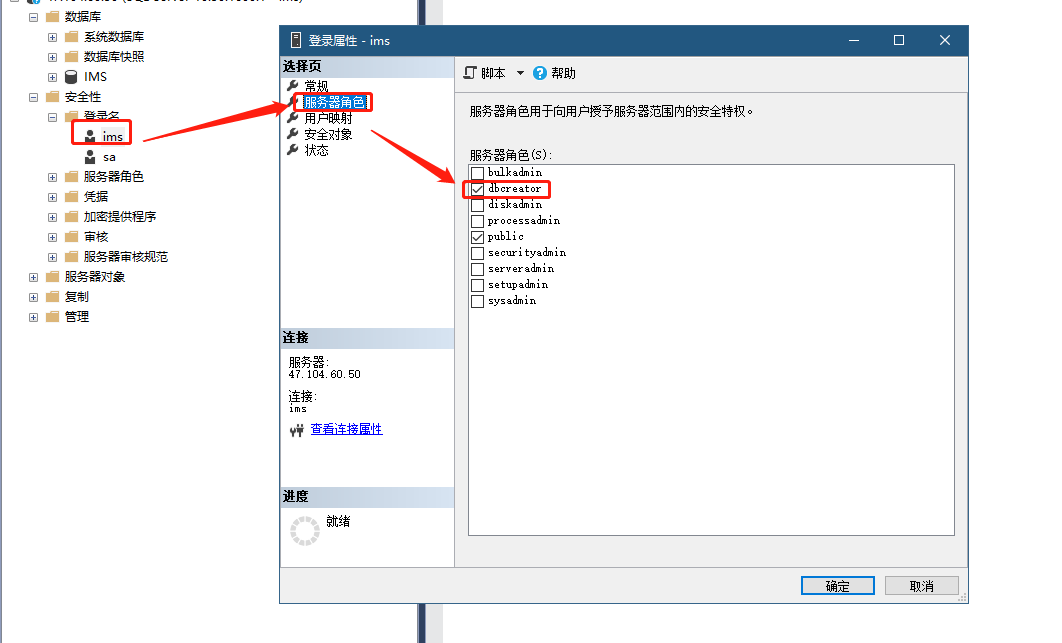 数据库
系统数据库
数据库快照
IMS
安全性
登录名
ims
sa
服务器角色
凭据
加密提供程序
审核
服务器审核规范
服务器对象
复制
管理
登录属性 - ims
选择页
常规
服务器角色
用户映射
安全对象
状态
连接
服务器:
47.104.60.50
连接:
ims
查看连接属性
进度
就绪
脚本 帮助
服务器角色用于向用户授予服务器范围内的安全特权。
服务器角色(S):
bulkadmin
dbcreator
diskadmin
processadmin
public
securityadmin
serveradmin
setupadmin
sysadmin
确定 取消